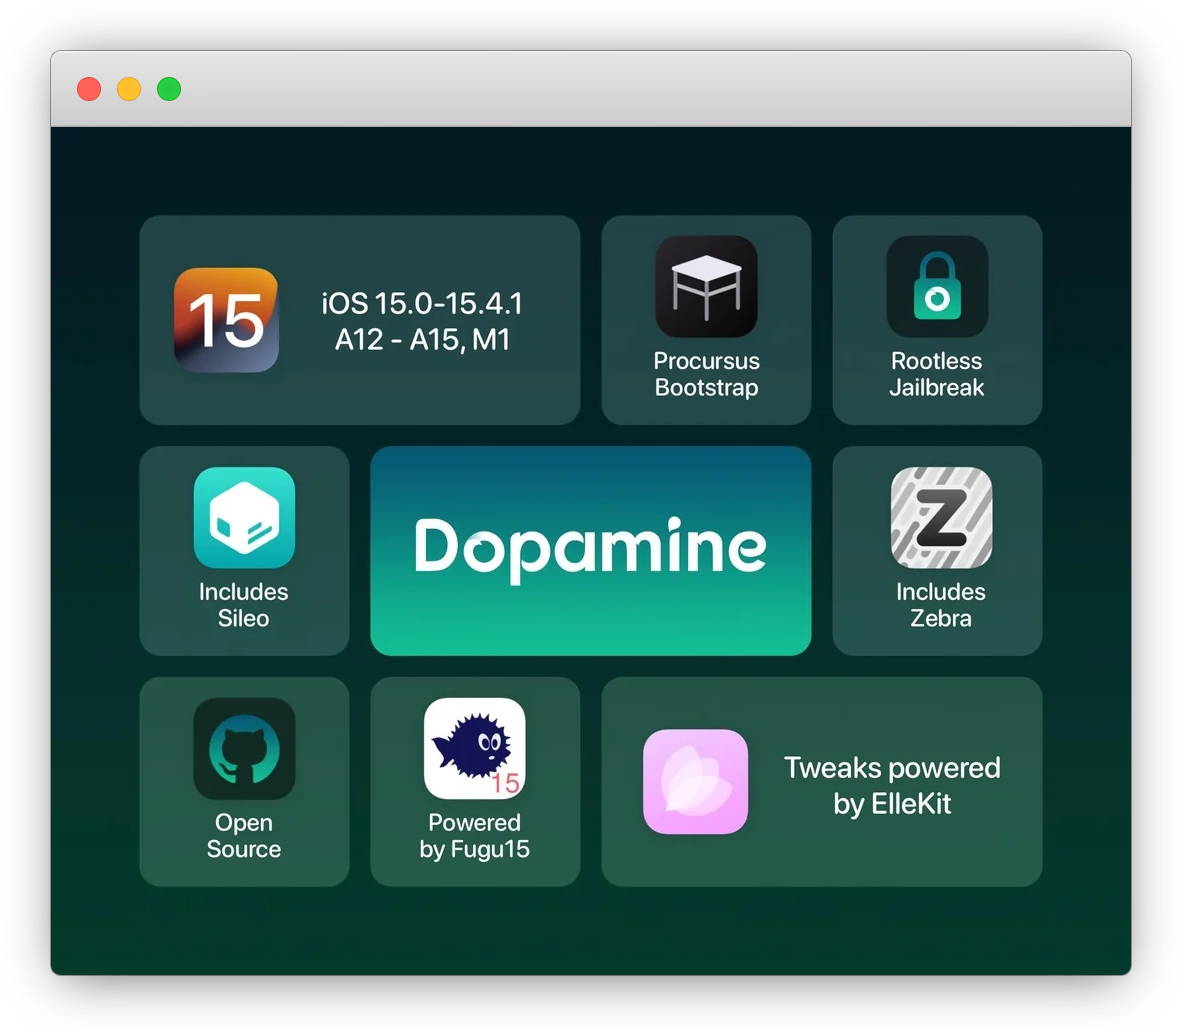 15
iOS 15.0-15.4.1
A12 - A15, M1
Procursus
Bootstrap
Rootless
Jailbreak
Includes
Sileo
Dopamine
Z
Includes
Zebra
Open
Source
15
Powered
by Fugu15
Tweaks powered
by ElleKit